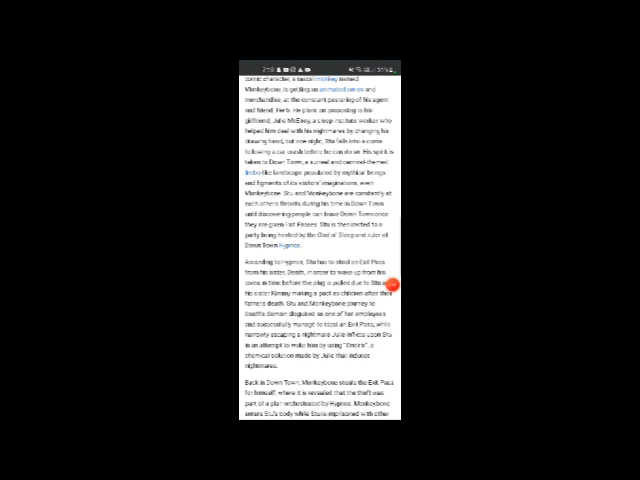 comic character, a rascal monkey named
Monkeybone, is getting an animated series and
merchandise, at the constant pestering of his agent
and friend, Herb. He plans on proposing to his
girlfriend, Julie McElroy, a sleep institute worker who
helped him deal with his nightmares by changing his
drawing hand, but one night, Stu falls into a coma
following a car crash before he can do so. His spirit is
taken to Down Town, a surreal and carnival-themed
limbo-like landscape populated by mythical beings
and figments of its visitors' imaginations, even
Monkeybone. Stu and Monkeybone are constantly at
each others throats during his time in Down Town
until discovering people can leave Down Town once
they are given Exit Passes. Stu is then invited to a
party being hosted by the God of Sleep and ruler of
Down Town Hypnos.
According to Hypnos, Stu has to steal an Exit Pass
from his sister, Death, in order to wake up from his
coma in time before the plug is pulled due to Stu
his sister Kimmy making a pact as children after their
fathers death. Stu and Monkeybone journey to
Death's domain disguised as one of her employees
and successfully manage to steal an Exit Pass, while
narrowly escaping a nightmare Julie inflicts upon Stu
in an attempt to wake him by using "Oneirix", a
chemical solution made by Julie that induces
nightmares.
Back in Down Town, Monkeybone steals the Exit Pass
for himself, where it is revealed that the theft was
part of a plan orchestrated by Hypnos. Monkeybone
enters Stu's body while Stu is imprisoned with other